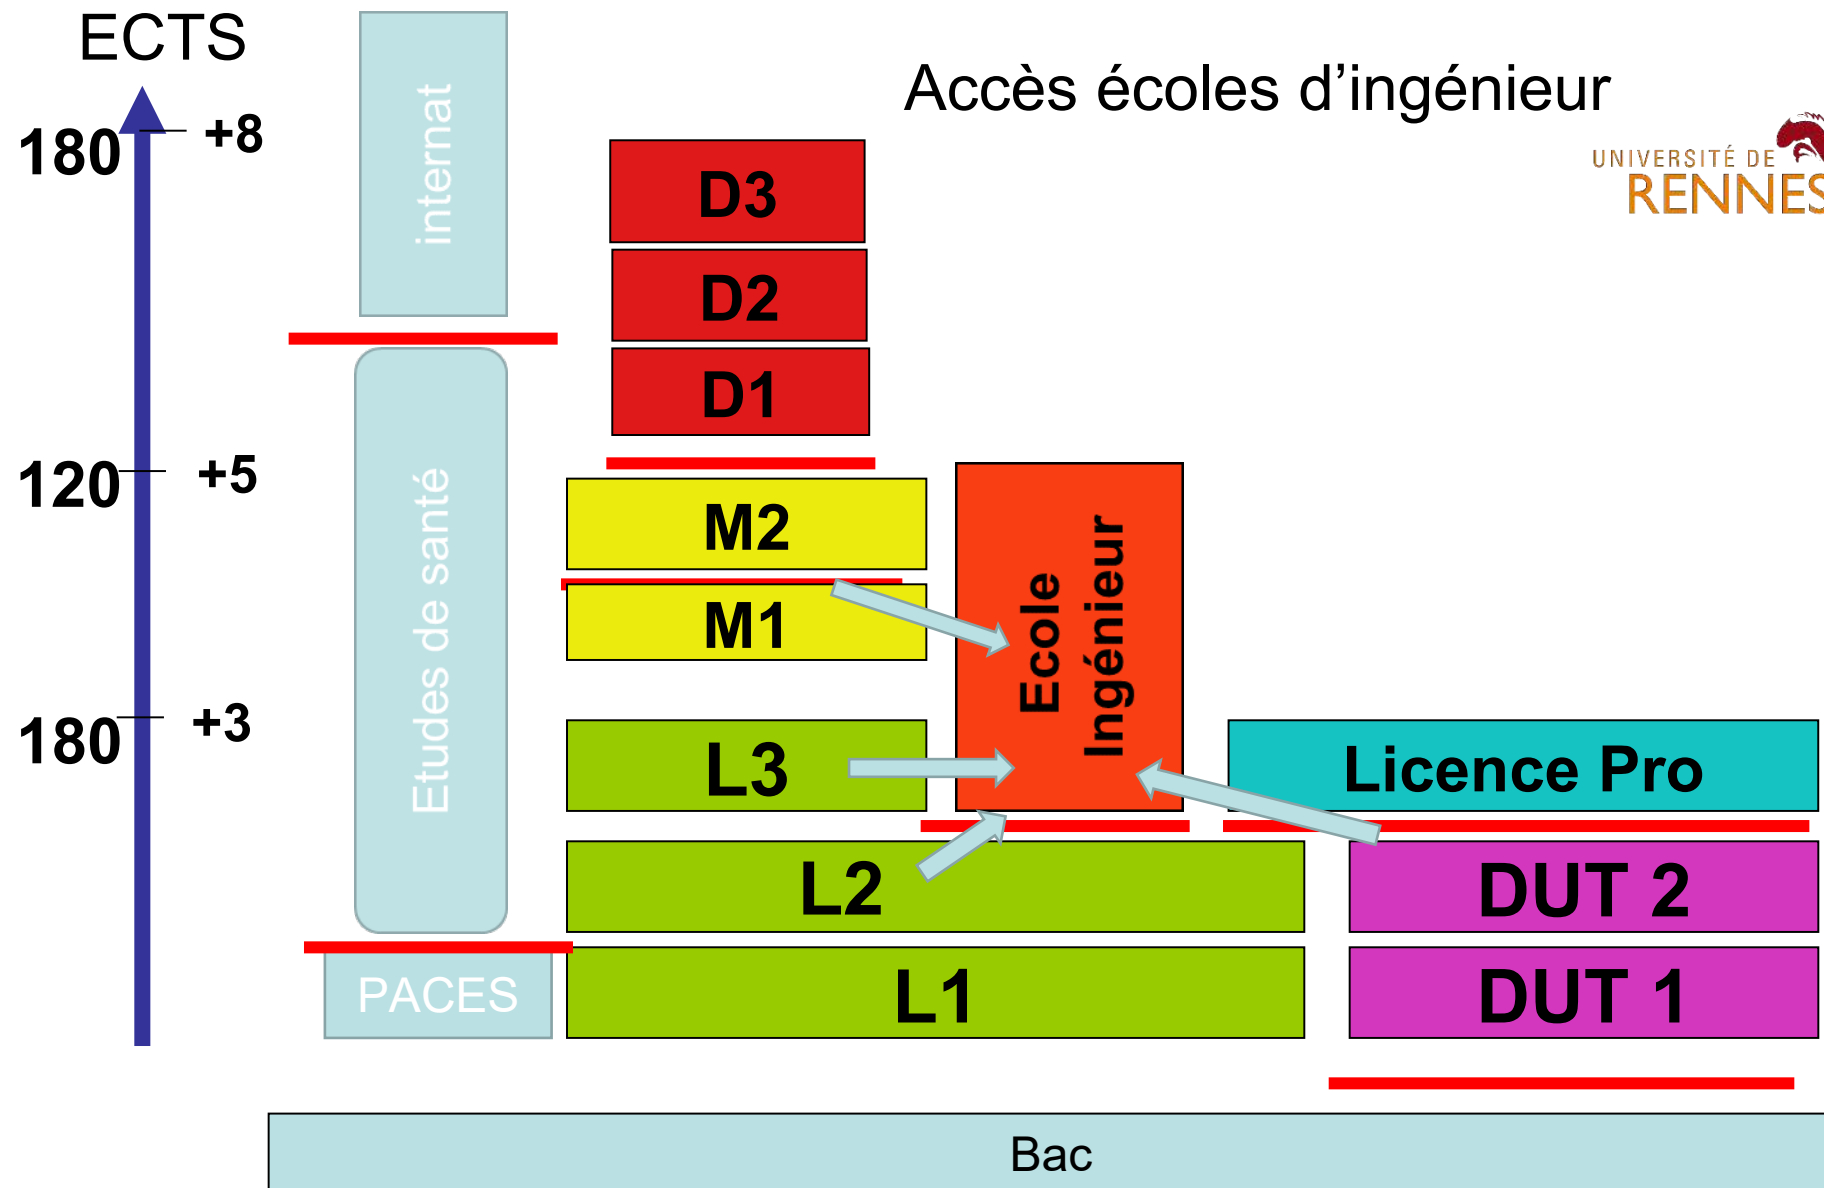 ECTS
Accès écoles d'ingénieur
180
+8
internat
UNIVERSITÉ DE
RENNES
D3
D2
D1
120
+5
Etudes de santé
M2
M1
Ecole
Ingénieur
180
+3
L3
Licence Pro
L2
DUT 2
PACES
L1
DUT 1
Bac